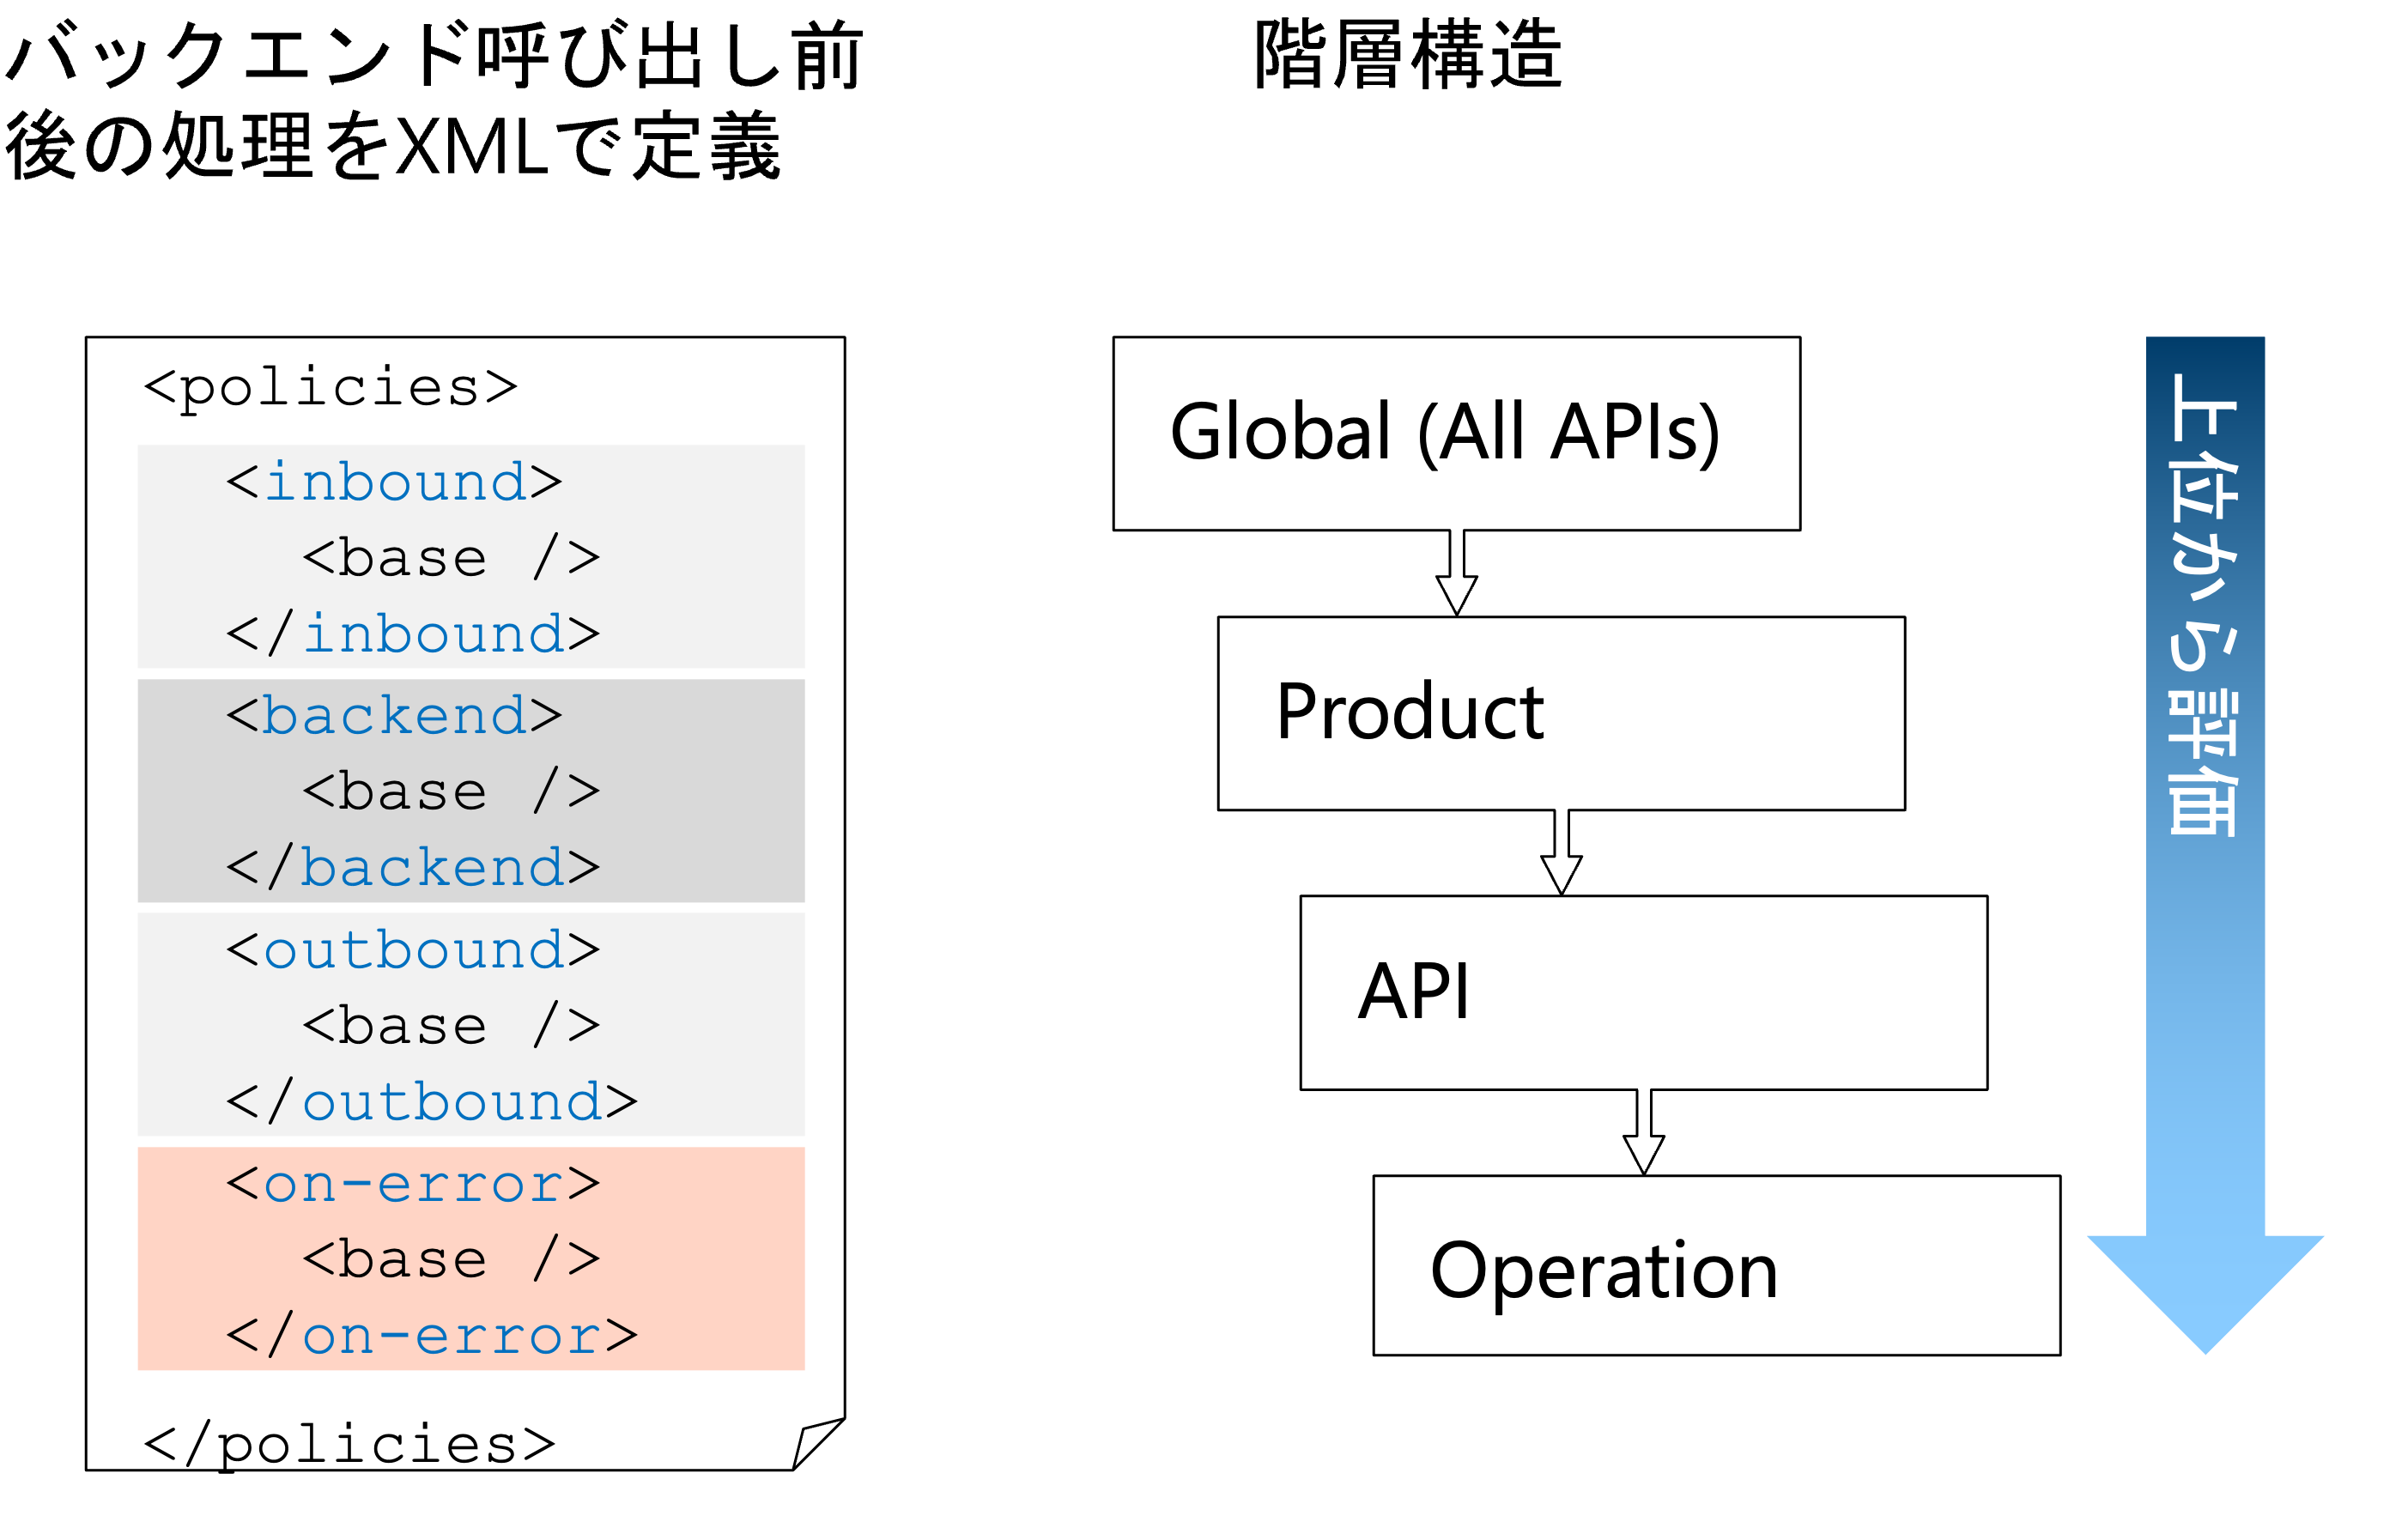 バックエンド呼び出し前
後の処理をXMLで定義
<policies>
<inbound>
<base />
</inbound>
<backend>
<base />
</backend>
<outbound>
<base />
</outbound>
<on-error>
<base />
</on-error>
</policies>
階層構造
Global (All APIs)
Product
API
Operation
上位から評価